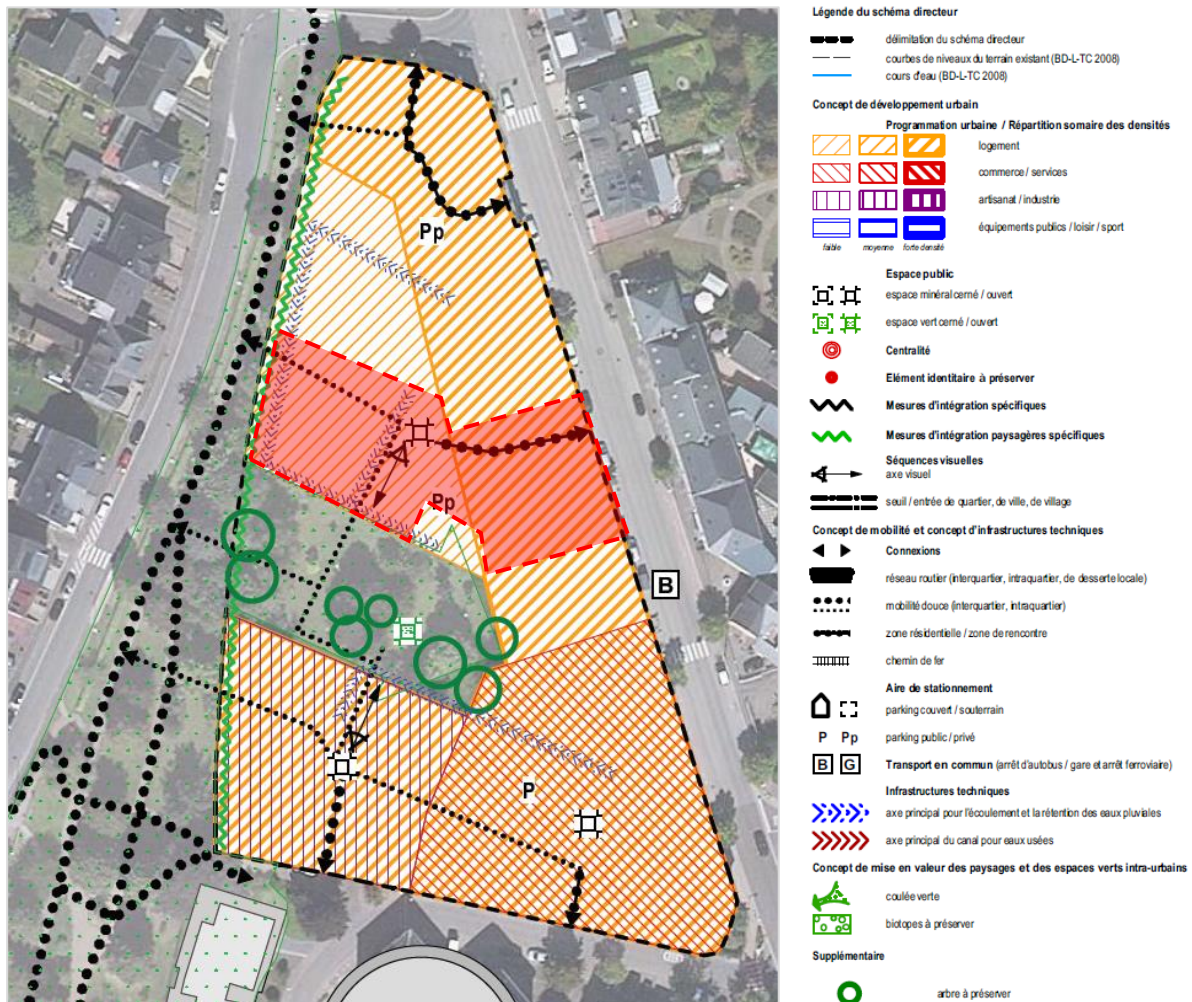 Pp
Pp
B
P
Légende du schéma directeur
délimitation du schéma directeur
courbes de niveaux du terrain existant (BD-L-TC 2008)
cours d'eau (BD-L-TC 2008)
Concept de développement urbain
Programmation urbaine / Répartition somaire des densités
logement
commerce / services
artisanat / industrie
équipements publics / loisir / sport
faible moyenne forte densité
Espace public
espace minéral cerné / ouvert
espace vert cerné / ouvert
Centralité
Elément identitaire à préserver
Mesures d'intégration spécifiques
Mesures d'intégration paysagères spécifiques
Séquences visuelles
axe visuel
seuil / entrée de quartier, de ville, de village
Concept de mobilité et concept d'infrastructures techniques
Connexions
réseau routier (interquartier, intraquartier, de desserte locale)
mobilité douce (interquartier, intraquartier)
zone résidentielle / zone de rencontre
chemin de fer
Aire de stationnement
parking couvert / souterrain
P Pp parking public / privé
B G Transport en commun (arrêt d'autobus / gare et arrêt ferroviaire)
Infrastructures techniques
axe principal pour l'écoulement et la rétention des eaux pluviales
axe principal du canal pour eaux usées
Concept de mise en valeur des paysages et des espaces verts intra-urbains
coulée verte
biotopes à préserver
Supplémentaire
arbre à préserver